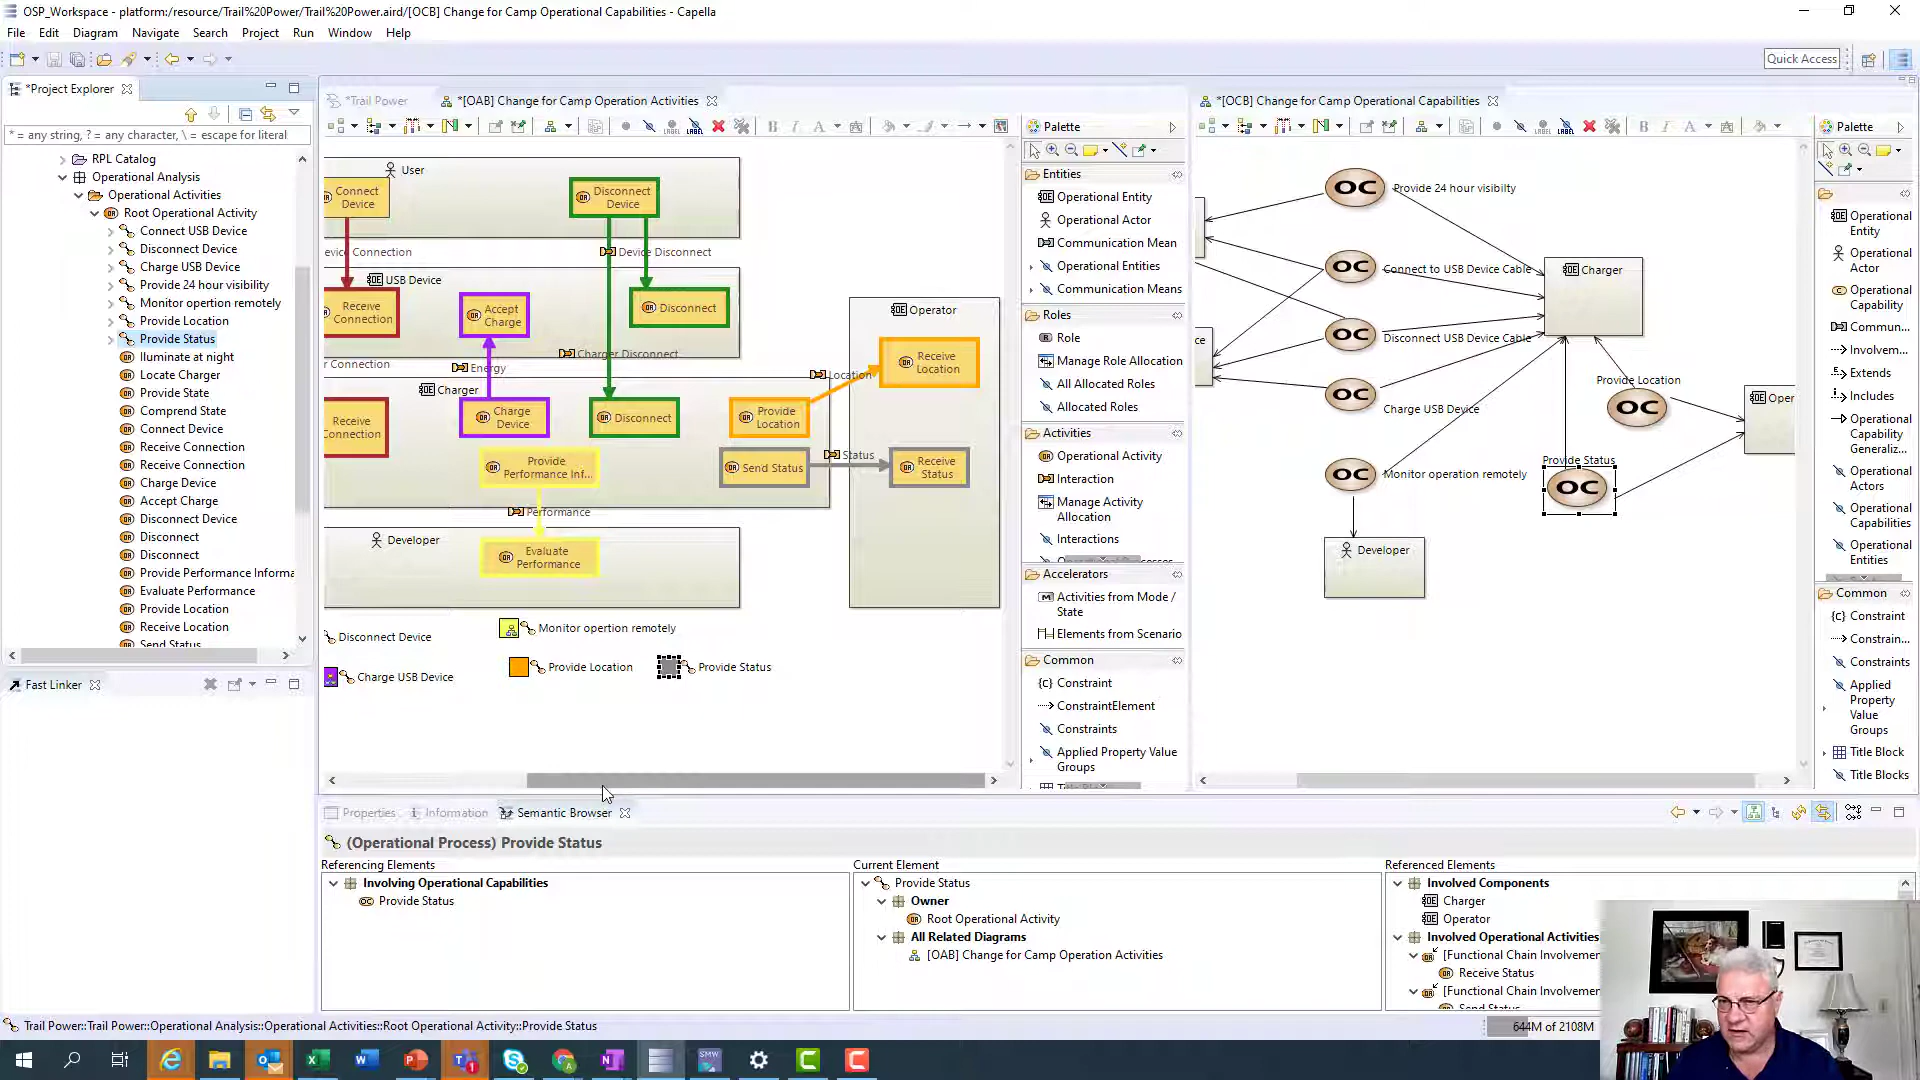 OSP_Workspace - platform:/resource/Trail%20Power/Trail%20Power.aird/[OCB] Change for Camp Operational Capabilities - Capella
File Edit Diagram Navigate Search Project Run Window Help
Quick Access
*Project Explorer
* = any string, ? = any character, \ = escape for literal
RPL Catalog
Operational Analysis
Operational Activities
Root Operational Activity
Connect USB Device
Disconnect Device
Charge USB Device
Provide 24 hour visibility
Monitor opertion remotely
Provide Location
Provide Status
Iluminate at night
Locate Charger
Provide State
Comprend State
Connect Device
Receive Connection
Receive Connection
Charge Device
Accept Charge
Disconnect Device
Disconnect
Disconnect
Provide Performance Informa
Evaluate Performance
Provide Location
Receive Location
Send Status
Fast Linker
*Trail Power
*[OAB] Change for Camp Operation Activities
User
Connect
Device
Disconnect
Device
Device Disconnect
USB Device
Receive
Connection
Accept
Charge
Disconnect
Charger Disconnect
Energy
Charger
Receive
Connection
Charge
Device
Disconnect
Provide
Location
Location
Provide
Performance Inf...
Send Status
Status
Performance
Developer
Evaluate
Performance
Operator
Receive
Location
Receive
Status
Disconnect Device
Monitor opertion remotely
Charge USB Device
Provide Location
Provide Status
Palette
Entities
Operational Entity
Operational Actor
Communication Mean
Operational Entities
Communication Means
Roles
Role
Manage Role Allocation
All Allocated Roles
Allocated Roles
Activities
Operational Activity
Interaction
Manage Activity
Allocation
Interactions
Accelerators
Activities from Mode /
State
Elements from Scenario
Common
Constraint
ConstraintElement
Constraints
Applied Property Value
Groups
*[OCB] Change for Camp Operational Capabilities
OC Provide 24 hour visibilty
OC Connect to USB Device Cable
OC Disconnect USB Device Cable
OC Charge USB Device
OC Monitor operation remotely
Charger
Provide Location
OC
Provide Status
OC
Oper
Developer
Palette
Operational
Entity
Operational
Actor
Operational
Capability
Commun...
Involvem...
Extends
Includes
Operational
Capability
Generaliz...
Operational
Actors
Operational
Capabilities
Operational
Entities
Common
Constraint
Constrain...
Constraints
Applied
Property
Value
Groups
Title Block
Title Blocks
Properties Information Semantic Browser
(Operational Process) Provide Status
Referencing Elements
Involving Operational Capabilities
Provide Status
Current Element
Provide Status
Owner
Root Operational Activity
All Related Diagrams
[OAB] Change for Camp Operation Activities
Referenced Elements
Involved Components
Charger
Operator
Involved Operational Activities
[Functional Chain Involvemen
Receive Status
[Functional Chain Involvemen
Send Status
Trail Power::Trail Power::Operational Analysis::Operational Activities::Root Operational Activity::Provide Status
644M of 2108M